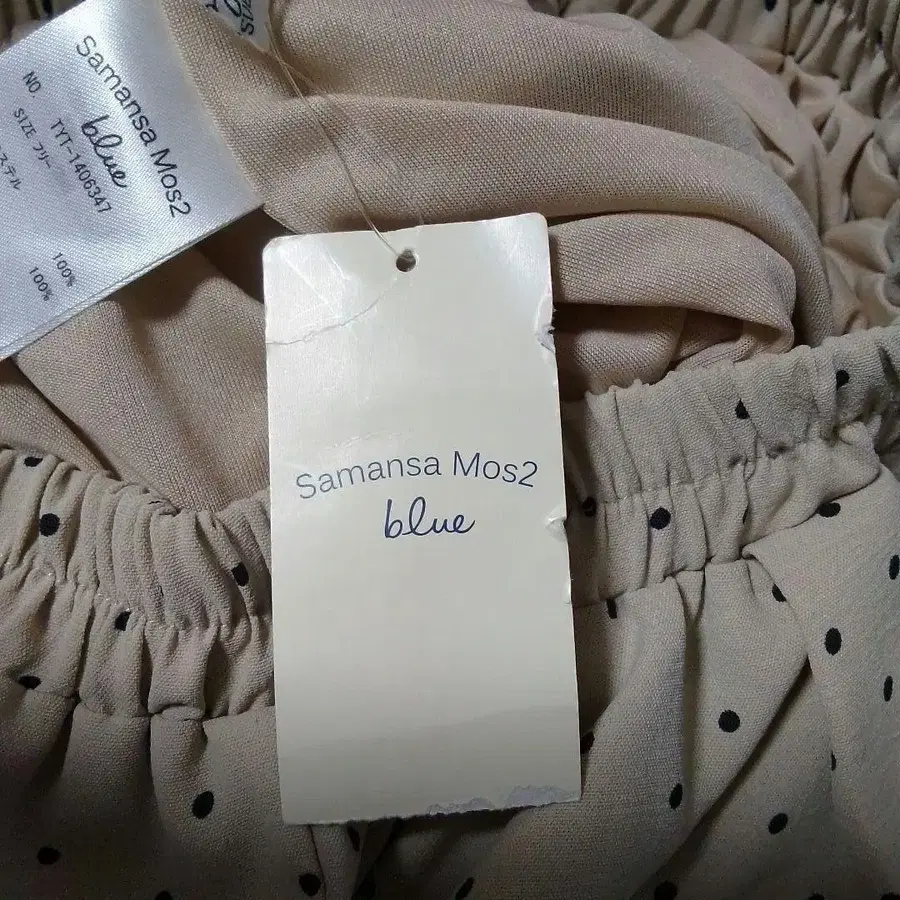 Samansa Mos2
blue
NO. TYT-1406347
SIZE フリー
100%
100%
Samansa Mos2
blue